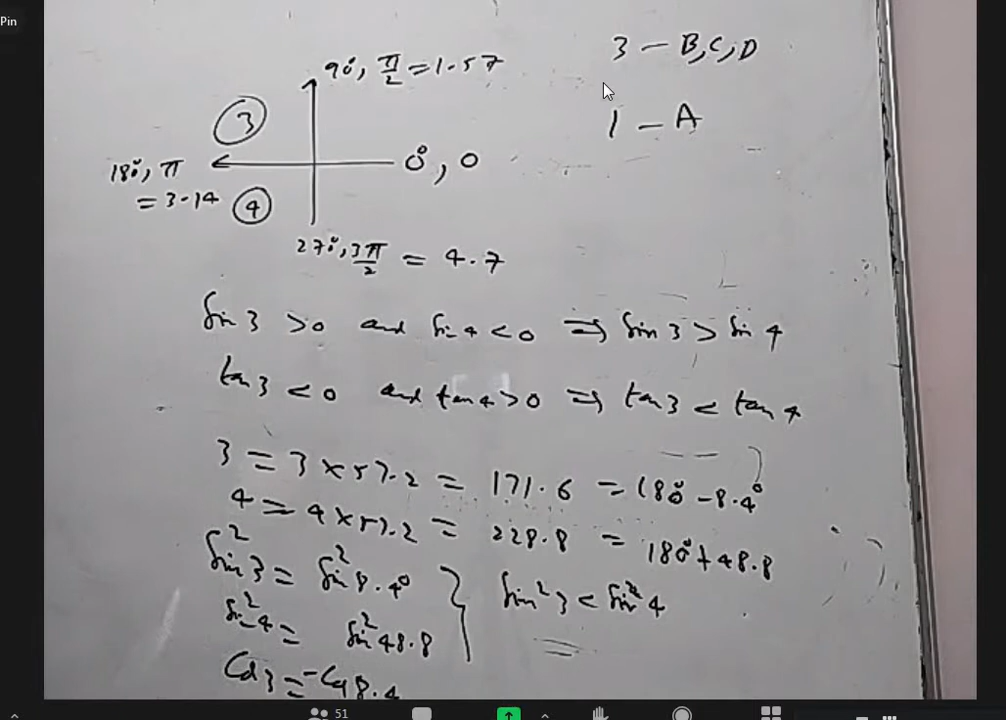 Pin
3 — B,C,D
90°, π/2 = 1.57
1 — A
3
0°, 0
180°, π
= 3.14
4
270°, 3π/2 = 4.7
Sin 3 >0 and Sin 4 < 0 ⇒ Sin 3 > Sin 4
tan 3 < 0 and tan 4 > 0 ⇒ tan 3 < tan 4
3 = 3 × 57.2 = 171.6 = 180° - 8.4°
4 = 4 × 57.2 = 228.8 = 180° + 48.8
Sin² 3 = Sin² 8.4° } Sin² 3 < Sin² 4
Sin² 4 = Sin² 48.8
Cos 3 = - Cos 8.4
51